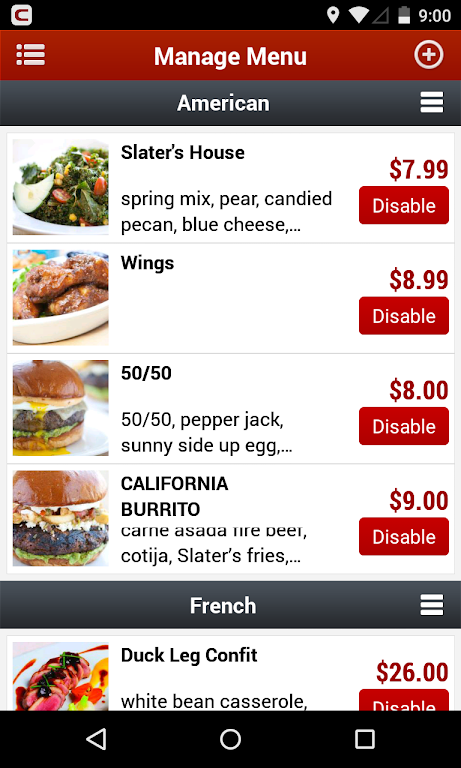 9:00
Manage Menu
American
Slater's House
$7.99
spring mix, pear, candied
Disable
pecan, blue cheese,...
Wings
$8.99
Disable
50/50
$8.00
50/50, pepper jack,
Disable
sunny side up egg,...
CALIFORNIA
$9.00
BURRITO
carne asada fire beef,
Disable
cotija, Slater’s fries,...
French
Duck Leg Confit
$26.00
white bean casserole,
Disable